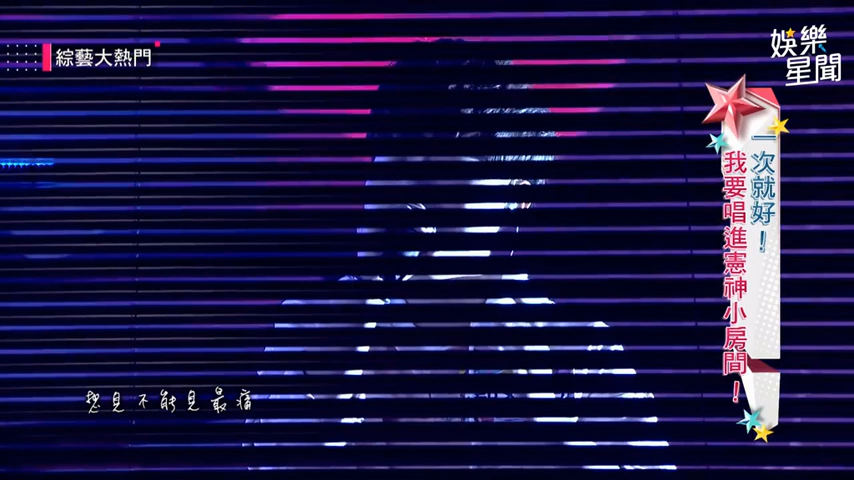 綜藝大熱門
娛樂
星聞
一次就好！
我要唱進憲神小房間！
想見不能見最痛